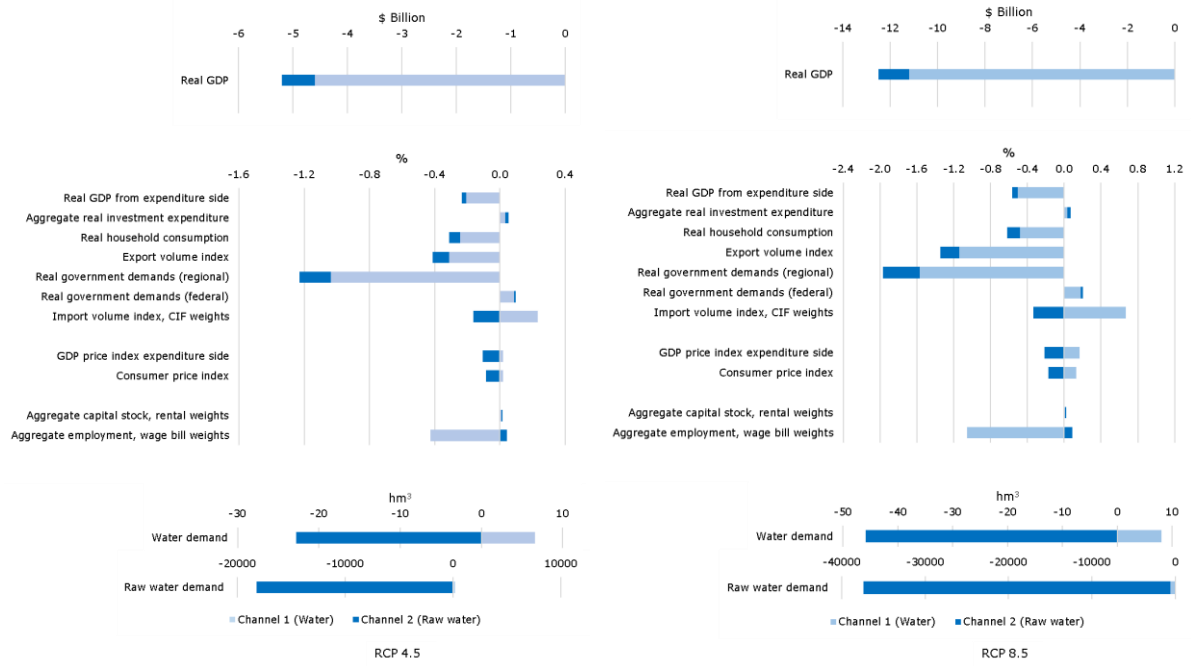 $ Billion
-6 -5 -4 -3 -2 -1 0
Real GDP
%
-1.6 -1.2 -0.8 -0.4 0.0 0.4
Real GDP from expenditure side
Aggregate real investment expenditure
Real household consumption
Export volume index
Real government demands (regional)
Real government demands (federal)
Import volume index, CIF weights
GDP price index expenditure side
Consumer price index
Aggregate capital stock, rental weights
Aggregate employment, wage bill weights
hm³
-30 -20 -10 0 10
Water demand
-20000 -10000 0 10000
Raw water demand
Channel 1 (Water) Channel 2 (Raw water)
RCP 4.5
$ Billion
-14 -12 -10 -8 -6 -4 -2 0
Real GDP
%
-2.4 -2.0 -1.6 -1.2 -0.8 -0.4 0.0 0.4 0.8 1.2
Real GDP from expenditure side
Aggregate real investment expenditure
Real household consumption
Export volume index
Real government demands (regional)
Real government demands (federal)
Import volume index, CIF weights
GDP price index expenditure side
Consumer price index
Aggregate capital stock, rental weights
Aggregate employment, wage bill weights
hm³
-50 -40 -30 -20 -10 0 10
Water demand
-40000 -30000 -20000 -10000 0
Raw water demand
Channel 1 (Water) Channel 2 (Raw water)
RCP 8.5